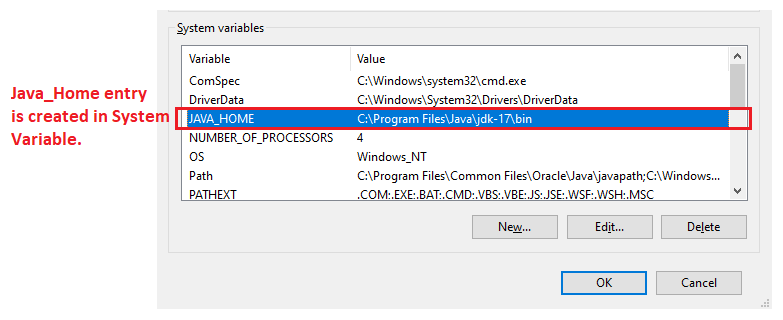 System variables
Variable Value
ComSpec C:\Windows\system32\cmd.exe
DriverData C:\Windows\System32\Drivers\DriverData
Java_Home entry
is created in System
Variable.
JAVA_HOME C:\Program Files\Java\jdk-17\bin
NUMBER_OF_PROCESSORS 4
OS Windows_NT
Path C:\Program Files\Common Files\Oracle\Java\javapath;C:\Windows...
PATHEXT .COM;.EXE;.BAT;.CMD;.VBS;.VBE;.JS;.JSE;.WSF;.WSH;.MSC
New... Edit... Delete
OK Cancel